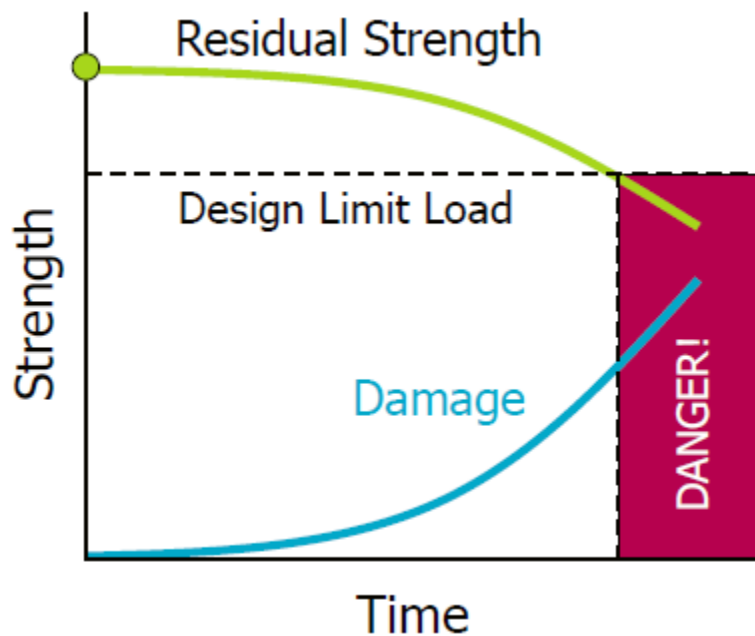 Residual Strength
Design Limit Load
Strength
Damage
DANGER!
Time